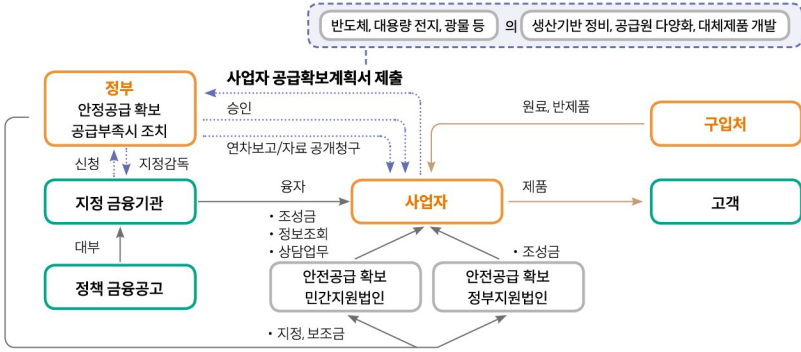 반도체, 대용량 전지, 광물 등 의 생산기반 정비, 공급원 다양화, 대체제품 개발
사업자 공급확보계획서 제출
정부
안정공급 확보
공급부족시 조치
승인
연차보고/자료 공개청구
원료, 반제품
구입처
신청
지정감독
지정 금융기관
융자
사업자
제품
고객
• 조성금
• 정보조회
• 상담업무
• 조성금
대부
정책 금융공고
안전공급 확보
민간지원법인
안전공급 확보
정부지원법인
• 지정, 보조금